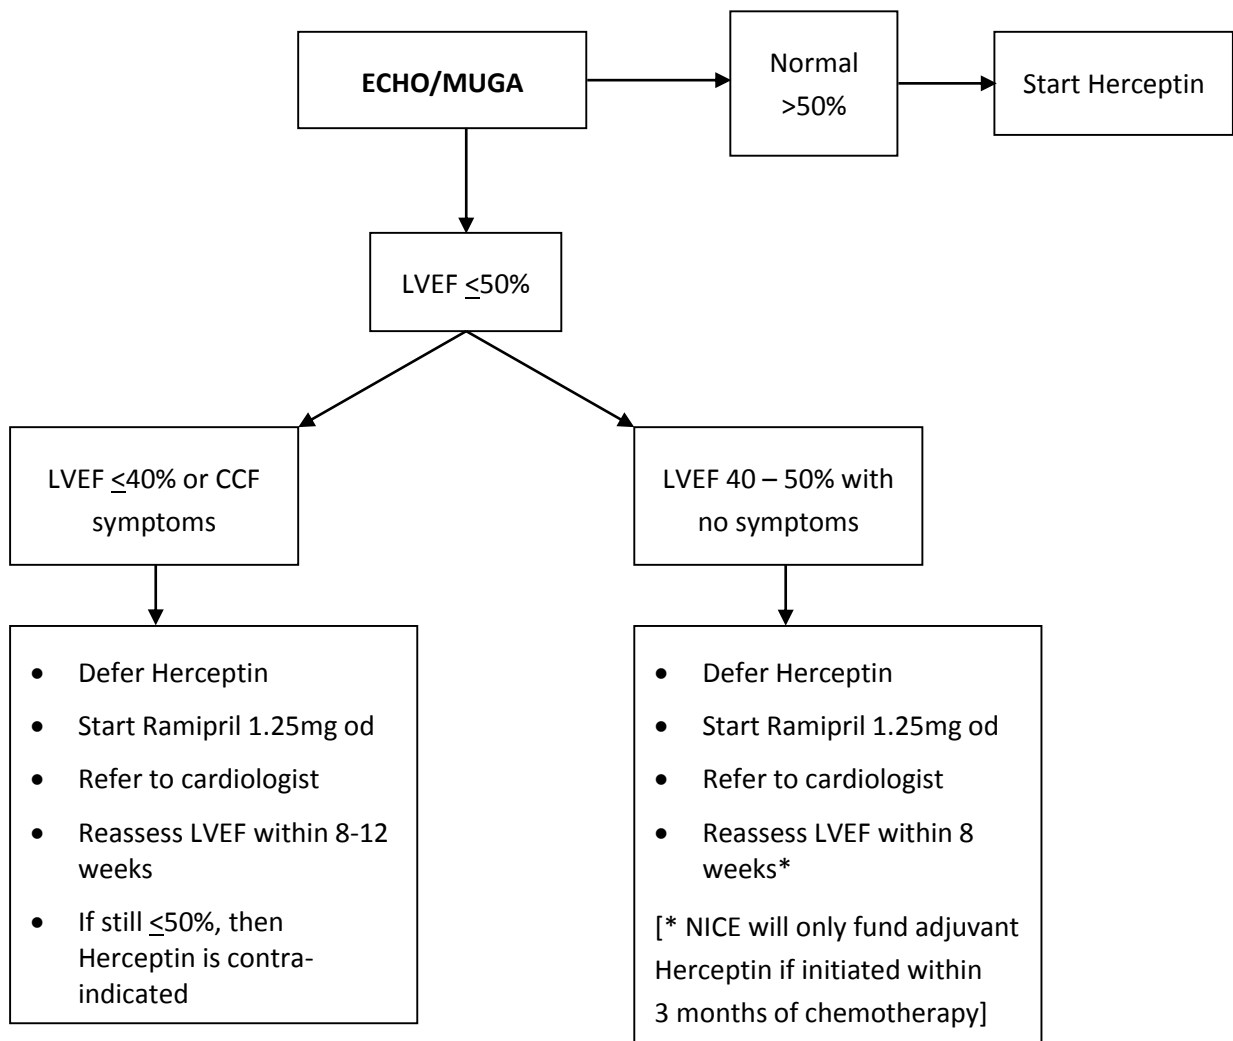 ECHO/MUGA
Normal
>50%
Start Herceptin
LVEF <50%
LVEF <40% or CCF
symptoms
LVEF 40 – 50% with
no symptoms
• Defer Herceptin
• Start Ramipril 1.25mg od
• Refer to cardiologist
• Reassess LVEF within 8-12
weeks
• If still <50%, then
Herceptin is contra-
indicated
• Defer Herceptin
• Start Ramipril 1.25mg od
• Refer to cardiologist
• Reassess LVEF within 8
weeks*
[* NICE will only fund adjuvant
Herceptin if initiated within
3 months of chemotherapy]